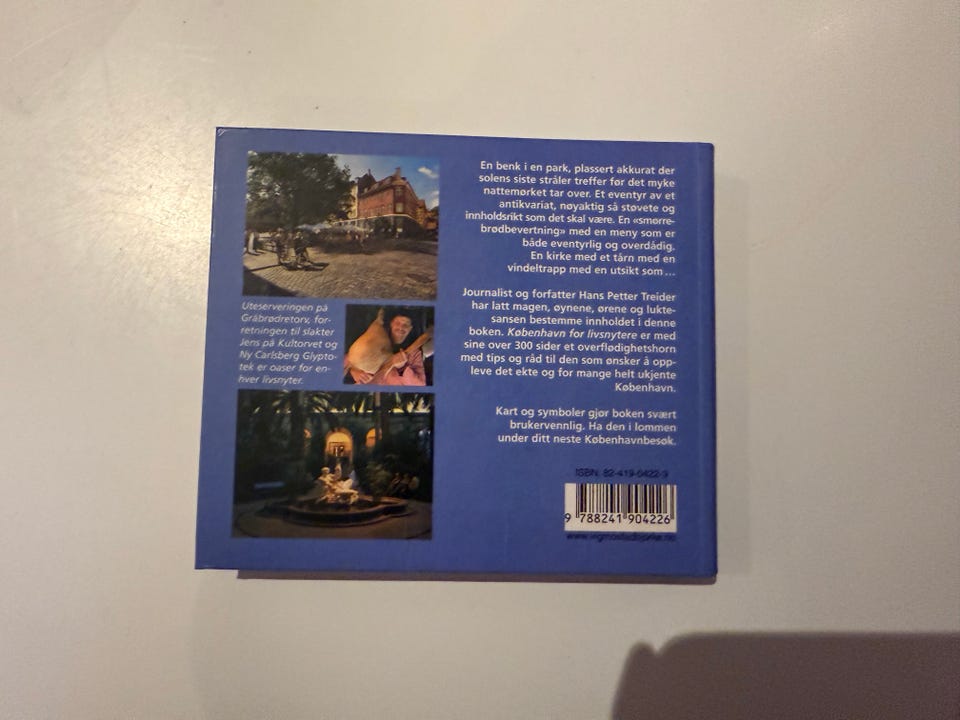 En benk i en park, plassert akkurat der
solens siste stråler treffer før det myke
nattemørket tar over. Et eventyr av et
antikvariat, nøyaktig så støvete og
innholdsrikt som det skal være. En «smørre-
brødbevertning» med en meny som er
både eventyrlig og overdådig.
En kirke med et tårn med en
vindeltrapp med en utsikt som ...
Uteserveringen på
Gråbrødretorv, for-
retningen til slakter
Jens på Kultorvet og
Ny Carlsberg Glypto-
tek er oaser for en-
hver livsnyter.
Journalist og forfatter Hans Petter Treider
har latt magen, øynene, ørene og lukte-
sansen bestemme innholdet i denne
boken. København for livsnytere er med
sine over 300 sider et overflødighetshorn
med tips og råd til den som ønsker å opp-
leve det ekte og for mange helt ukjente
København.
Kart og symboler gjør boken svært
brukervennlig. Ha den i lommen
under ditt neste Københavnbesøk.
ISBN: 82-419-0422-9
9 788241 904226
www.vigmostadbjorke.no